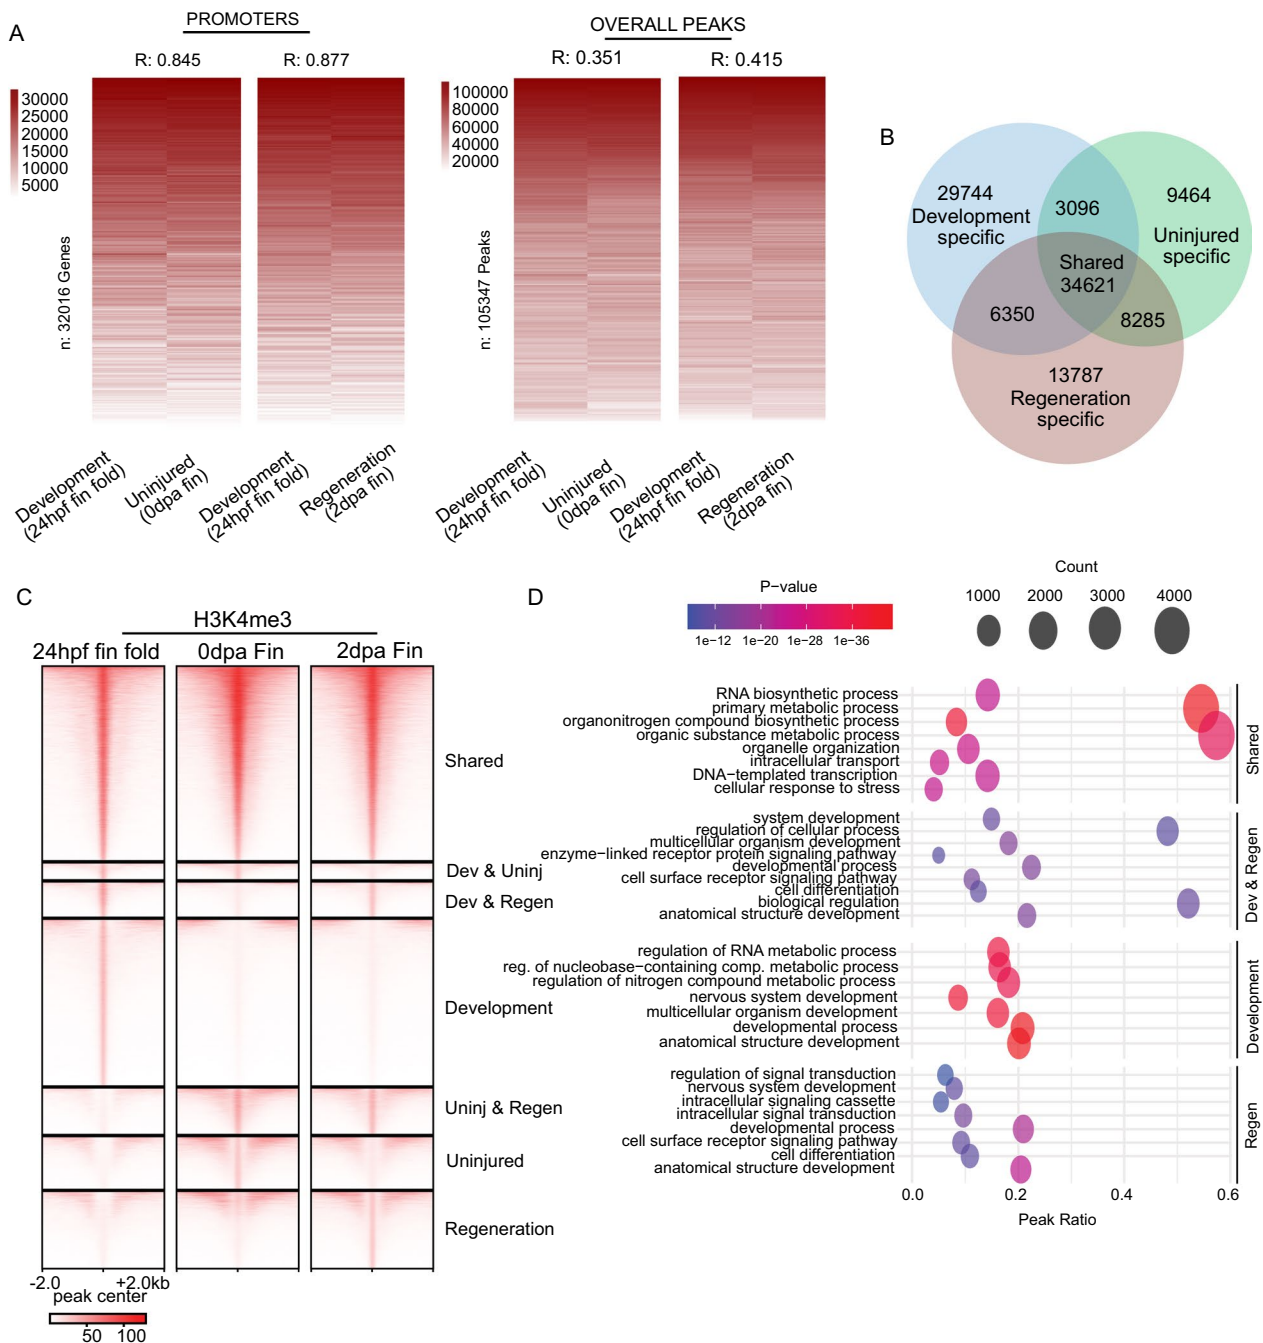 A
PROMOTERS
R: 0.845
R: 0.877
30000
25000
20000
15000
10000
5000
n: 32016 Genes
Development
(24hpf fin fold)
Uninjured
(0dpa fin)
Development
(24hpf fin fold)
Regeneration
(2dpa fin)
OVERALL PEAKS
R: 0.351
R: 0.415
100000
80000
60000
40000
20000
n: 105347 Peaks
Development
(24hpf fin fold)
Uninjured
(0dpa fin)
Development
(24hpf fin fold)
Regeneration
(2dpa fin)
B
29744
Development
specific
3096
9464
Uninjured
specific
Shared
34621
6350
8285
13787
Regeneration
specific
C
H3K4me3
24hpf fin fold
0dpa Fin
2dpa Fin
Shared
Dev & Uninj
Dev & Regen
Development
Uninj & Regen
Uninjured
Regeneration
-2.0
+2.0kb
peak center
50
100
D
P−value
1e−12
1e−20
1e−28
1e−36
Count
1000
2000
3000
4000
RNA biosynthetic process
primary metabolic process
organonitrogen compound biosynthetic process
organic substance metabolic process
organelle organization
intracellular transport
DNA−templated transcription
cellular response to stress
Shared
system development
regulation of cellular process
multicellular organism development
enzyme−linked receptor protein signaling pathway
developmental process
cell surface receptor signaling pathway
cell differentiation
biological regulation
anatomical structure development
Dev & Regen
regulation of RNA metabolic process
reg. of nucleobase−containing comp. metabolic process
regulation of nitrogen compound metabolic process
nervous system development
multicellular organism development
developmental process
anatomical structure development
Development
regulation of signal transduction
nervous system development
intracellular signaling cassette
intracellular signal transduction
developmental process
cell surface receptor signaling pathway
cell differentiation
anatomical structure development
Regen
0.0
0.2
0.4
0.6
Peak Ratio